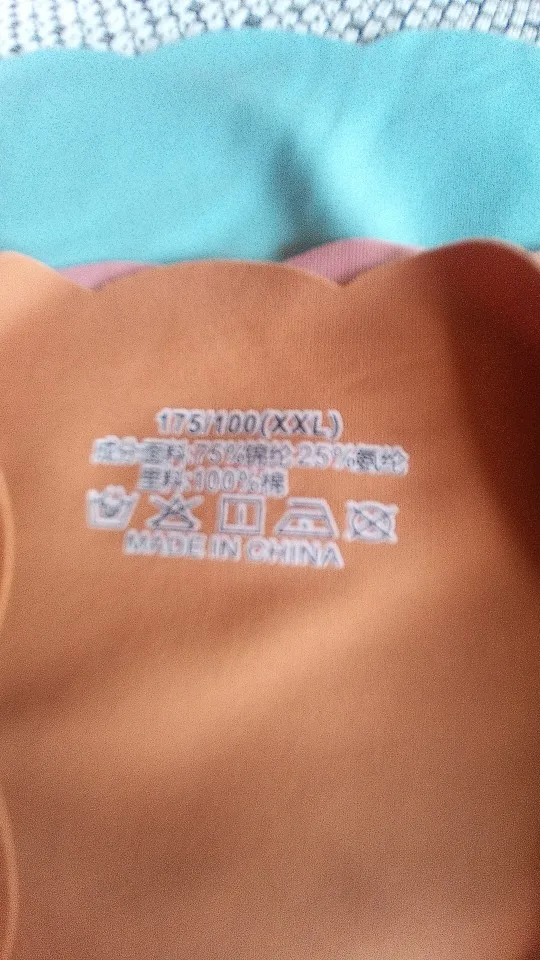 175/100(XXL)
成分:面料:75%锦纶 25%氨纶
里料:100%棉
MADE IN CHINA